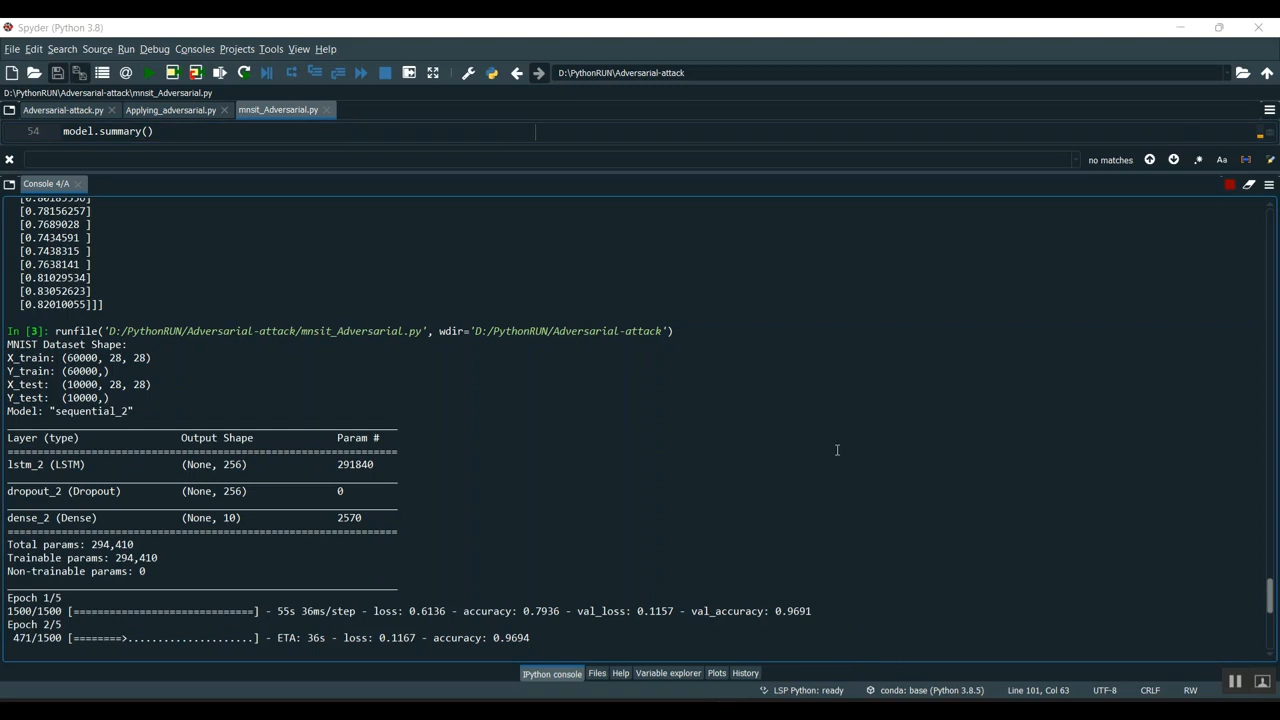 Spyder (Python 3.8)
File Edit Search Source Run Debug Consoles Projects Tools View Help
D:\PythonRUN\Adversarial-attack
D:\PythonRUN\Adversarial-attack\mnsit_Adversarial.py
Adversarial-attack.py Applying_adversarial.py mnsit_Adversarial.py
54 model.summary()
no matches .* Aa
Console 4/A
[0.78156257]
[0.7689028 ]
[0.7434591 ]
[0.7438315 ]
[0.7638141 ]
[0.81029534]
[0.83052623]
[0.82010055]]]
In [3]: runfile('D:/PythonRUN/Adversarial-attack/mnsit_Adversarial.py', wdir='D:/PythonRUN/Adversarial-attack')
MNIST Dataset Shape:
X_train: (60000, 28, 28)
Y_train: (60000,)
X_test:  (10000, 28, 28)
Y_test:  (10000,)
Model: "sequential_2"
Layer (type) Output Shape Param #
=================================================================
lstm_2 (LSTM) (None, 256) 291840
dropout_2 (Dropout) (None, 256) 0
dense_2 (Dense) (None, 10) 2570
=================================================================
Total params: 294,410
Trainable params: 294,410
Non-trainable params: 0
Epoch 1/5
1500/1500 [==============================] - 55s 36ms/step - loss: 0.6136 - accuracy: 0.7936 - val_loss: 0.1157 - val_accuracy: 0.9691
Epoch 2/5
471/1500 [========>.....................] - ETA: 36s - loss: 0.1167 - accuracy: 0.9694
IPython console Files Help Variable explorer Plots History
LSP Python: ready conda: base (Python 3.8.5) Line 101, Col 63 UTF-8 CRLF RW